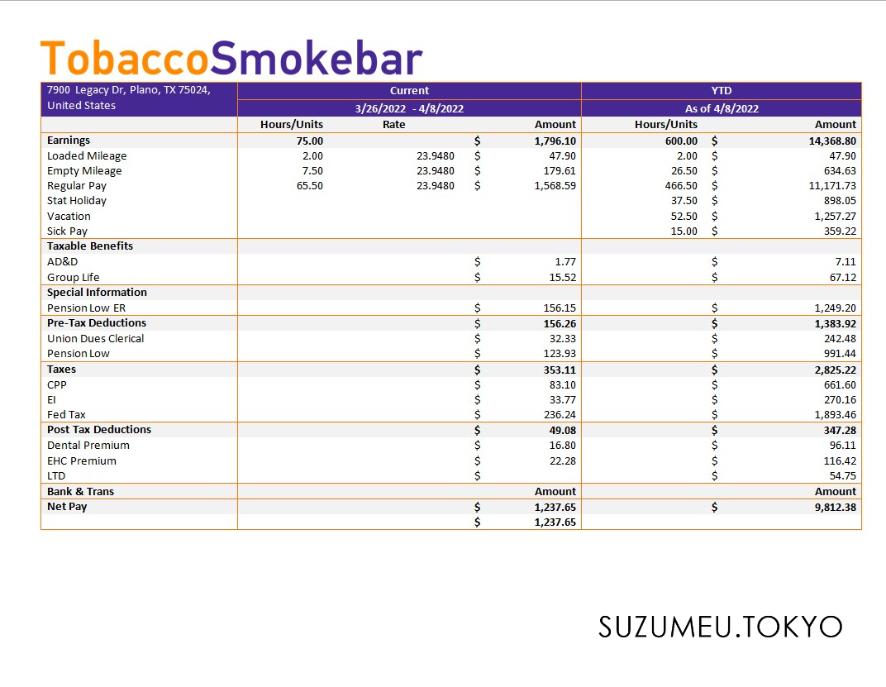 TobaccoSmokebar
7900 Legacy Dr, Plano, TX 75024, Current YTD
United States 3/26/2022 - 4/8/2022 As of 4/8/2022
Hours/Units Rate Amount Hours/Units Amount
Earnings 75.00 $ 1,796.10 600.00 $ 14,368.80
Loaded Mileage 2.00 23.9480 $ 47.90 2.00 $ 47.90
Empty Mileage 7.50 23.9480 $ 179.61 26.50 $ 634.63
Regular Pay 65.50 23.9480 $ 1,568.59 466.50 $ 11,171.73
Stat Holiday 37.50 $ 898.05
Vacation 52.50 $ 1,257.27
Sick Pay 15.00 $ 359.22
Taxable Benefits
AD&D $ 1.77 $ 7.11
Group Life $ 15.52 $ 67.12
Special Information
Pension Low ER $ 156.15 $ 1,249.20
Pre-Tax Deductions $ 156.26 $ 1,383.92
Union Dues Clerical $ 32.33 $ 242.48
Pension Low $ 123.93 $ 991.44
Taxes $ 353.11 $ 2,825.22
CPP $ 83.10 $ 661.60
EI $ 33.77 $ 270.16
Fed Tax $ 236.24 $ 1,893.46
Post Tax Deductions $ 49.08 $ 347.28
Dental Premium $ 16.80 $ 96.11
EHC Premium $ 22.28 $ 116.42
LTD $ $ 54.75
Bank & Trans Amount Amount
Net Pay $ 1,237.65 $ 9,812.38
$ 1,237.65
SUZUMEU.TOKYO